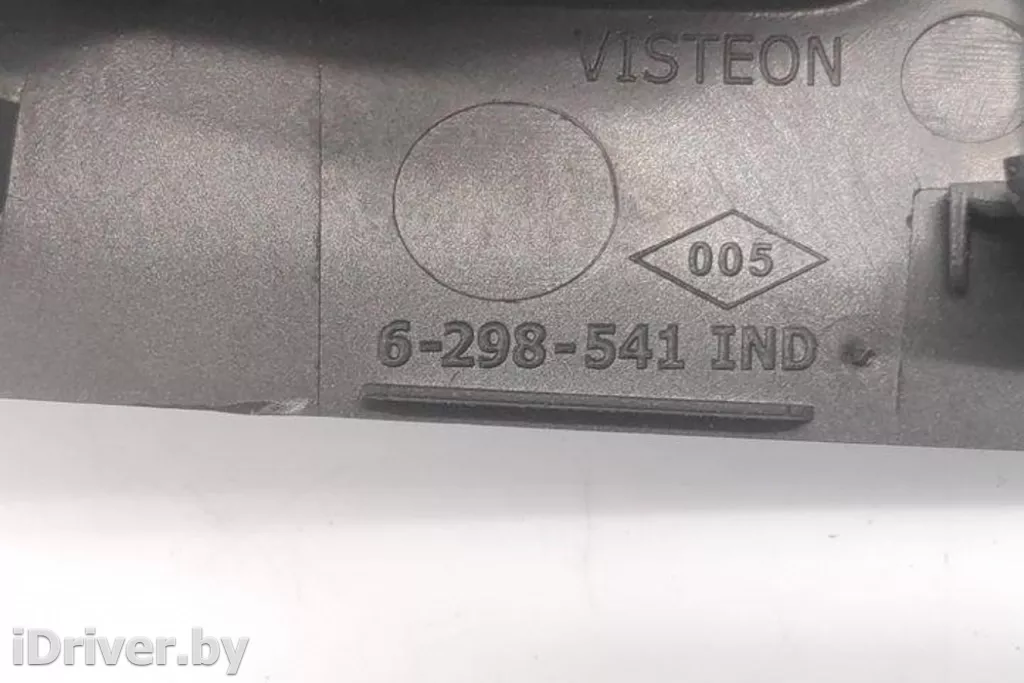 VISTEON
005
6-298-541 IND
iDriver.by